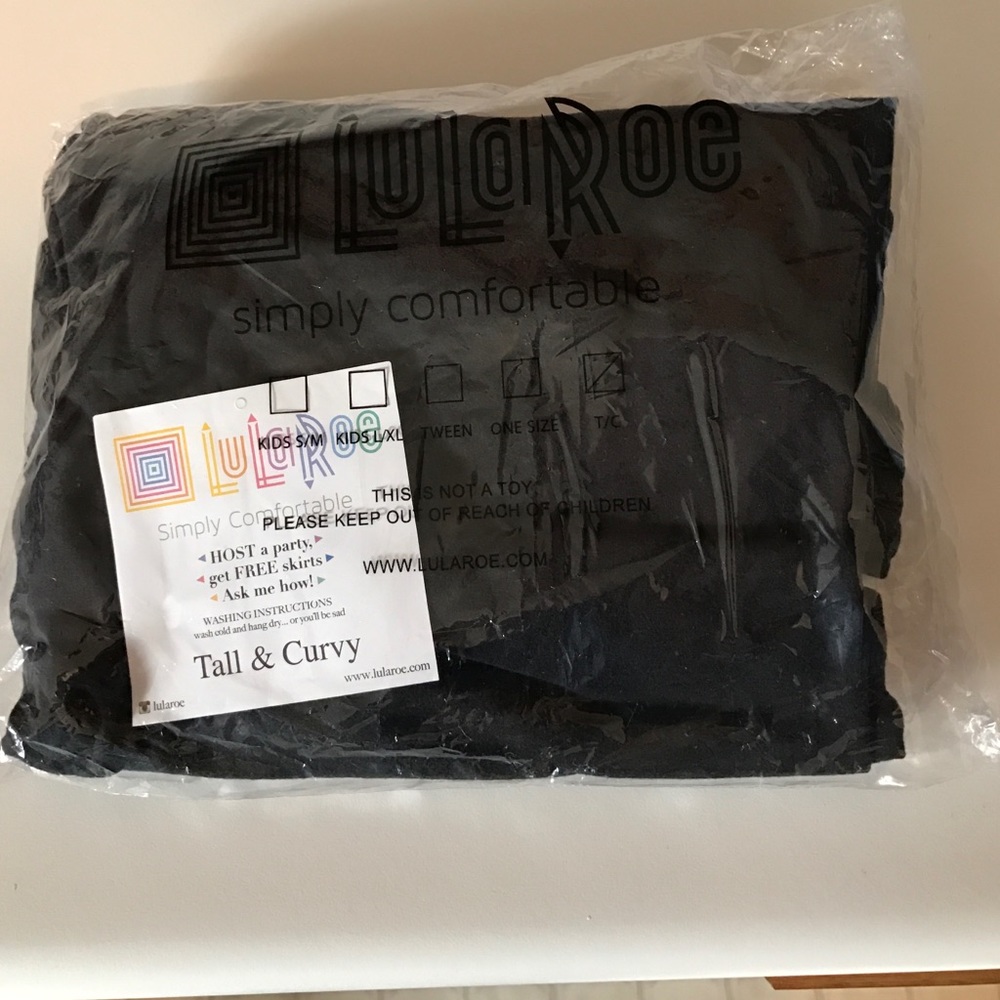 LuLaRoe
simply comfortable
KIDS S/M KIDS L/XL TWEEN ONE SIZE T/C
THIS IS NOT A TOY
PLEASE KEEP OUT OF REACH OF CHILDREN
WWW.LULAROE.COM
LuLaRoe
Simply Comfortable
HOST a party,
get FREE skirts
Ask me how!
WASHING INSTRUCTIONS
wash cold and hang dry... or you'll be sad
Tall & Curvy
www.lularoe.com
lularoe